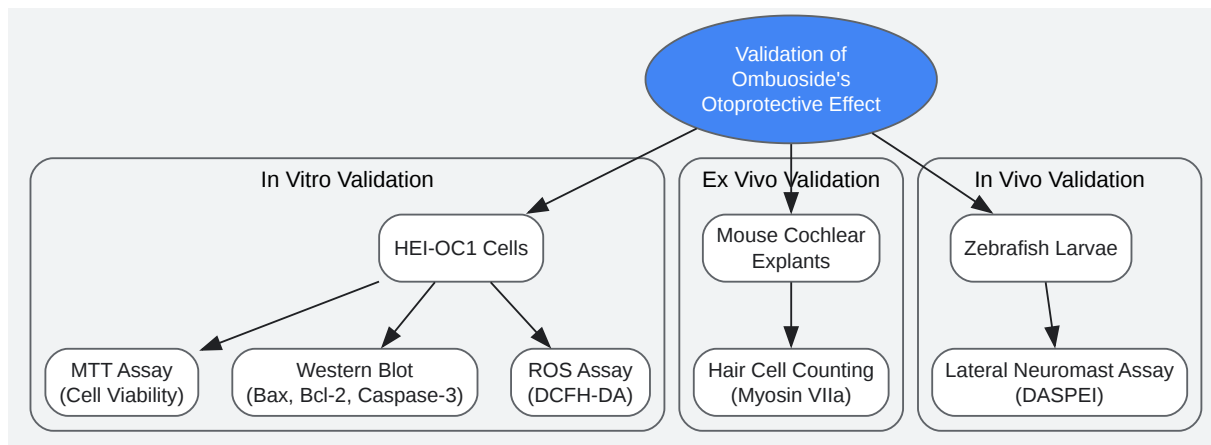 Validation of
Ombuoside's
Otoprotective Effect
In Vitro Validation
Ex Vivo Validation
In Vivo Validation
HEI-OC1 Cells
Mouse Cochlear
Explants
Zebrafish Larvae
MTT Assay
(Cell Viability)
Western Blot
(Bax, Bcl-2, Caspase-3)
ROS Assay
(DCFH-DA)
Hair Cell Counting
(Myosin VIIa)
Lateral Neuromast Assay
(DASPEI)